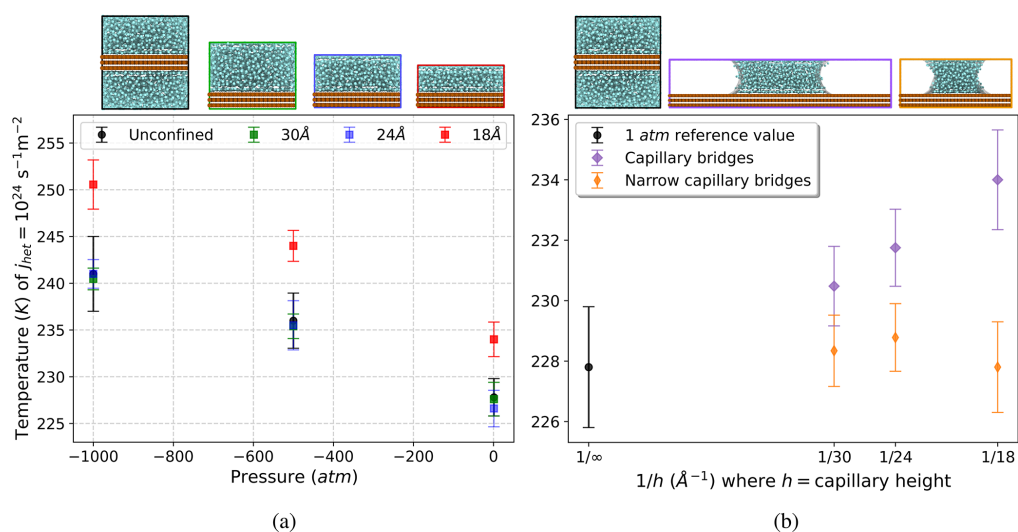 Unconfined 30Å 24Å 18Å
Temperature (K) of j_het = 10^24 s^−1m^−2
255
250
245
240
235
230
225
−1000 −800 −600 −400 −200 0
Pressure (atm)
(a)
1 atm reference value
Capillary bridges
Narrow capillary bridges
236
234
232
230
228
226
1/∞ 1/30 1/24 1/18
1/h (Å^−1) where h = capillary height
(b)